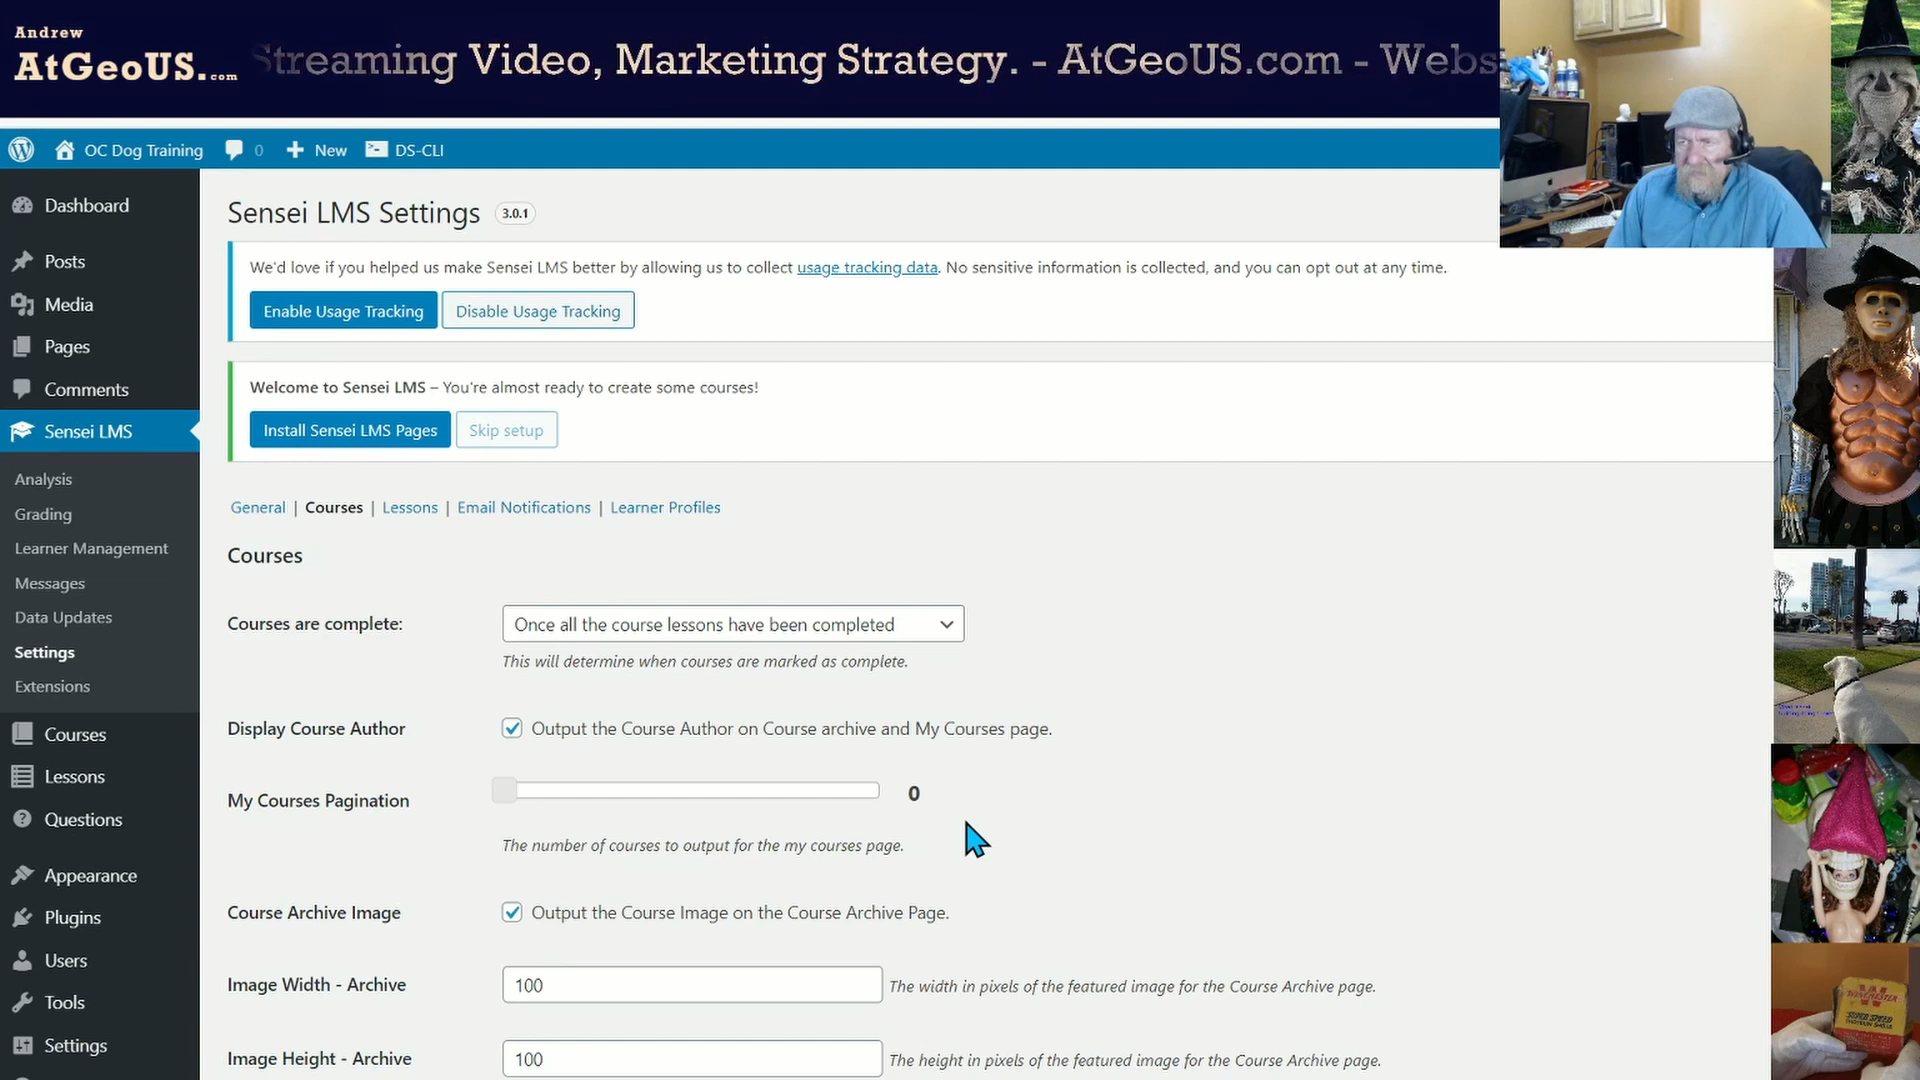 Andrew
AtGeoUS.com
Streaming Video, Marketing Strategy. - AtGeoUS.com - Webs
OC Dog Training
0
New
DS-CLI
Dashboard
Posts
Media
Pages
Comments
Sensei LMS
Analysis
Grading
Learner Management
Messages
Data Updates
Settings
Extensions
Courses
Lessons
Questions
Appearance
Plugins
Users
Tools
Settings
Sensei LMS Settings 3.0.1
We'd love if you helped us make Sensei LMS better by allowing us to collect usage tracking data. No sensitive information is collected, and you can opt out at any time.
Enable Usage Tracking
Disable Usage Tracking
Welcome to Sensei LMS – You're almost ready to create some courses!
Install Sensei LMS Pages
Skip setup
General | Courses | Lessons | Email Notifications | Learner Profiles
Courses
Courses are complete:
Once all the course lessons have been completed
This will determine when courses are marked as complete.
Display Course Author
Output the Course Author on Course archive and My Courses page.
My Courses Pagination
0
The number of courses to output for the my courses page.
Course Archive Image
Output the Course Image on the Course Archive Page.
Image Width - Archive
100
The width in pixels of the featured image for the Course Archive page.
Image Height - Archive
100
The height in pixels of the featured image for the Course Archive page.
WINCHESTER
SUPER SPEED